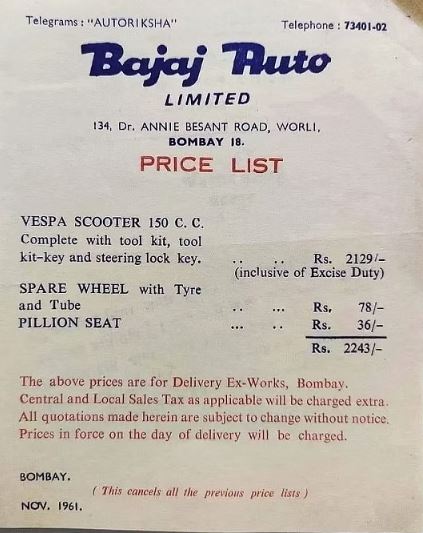 Telegrams : "AUTORIKSHA" Telephone : 73401-02
Bajaj Auto
LIMITED
134, Dr. ANNIE BESANT ROAD, WORLI,
BOMBAY 18.
PRICE LIST
VESPA SCOOTER 150 C. C.
Complete with tool kit, tool
kit-key and steering lock key. .. .. Rs. 2129/-
(inclusive of Excise Duty)
SPARE WHEEL with Tyre
and Tube .. ... Rs, 78/-
PILLION SEAT ... .. Rs. 36/-
Rs. 2243/-
The above prices are for Delivery Ex-Works, Bombay.
Central and Local Sales Tax as applicable will be charged extra.
All quotations made herein are subject to change without notice.
Prices in force on the day of delivery will be charged.
BOMBAY.
( This cancels all the previous price lists )
NOV. 1961.